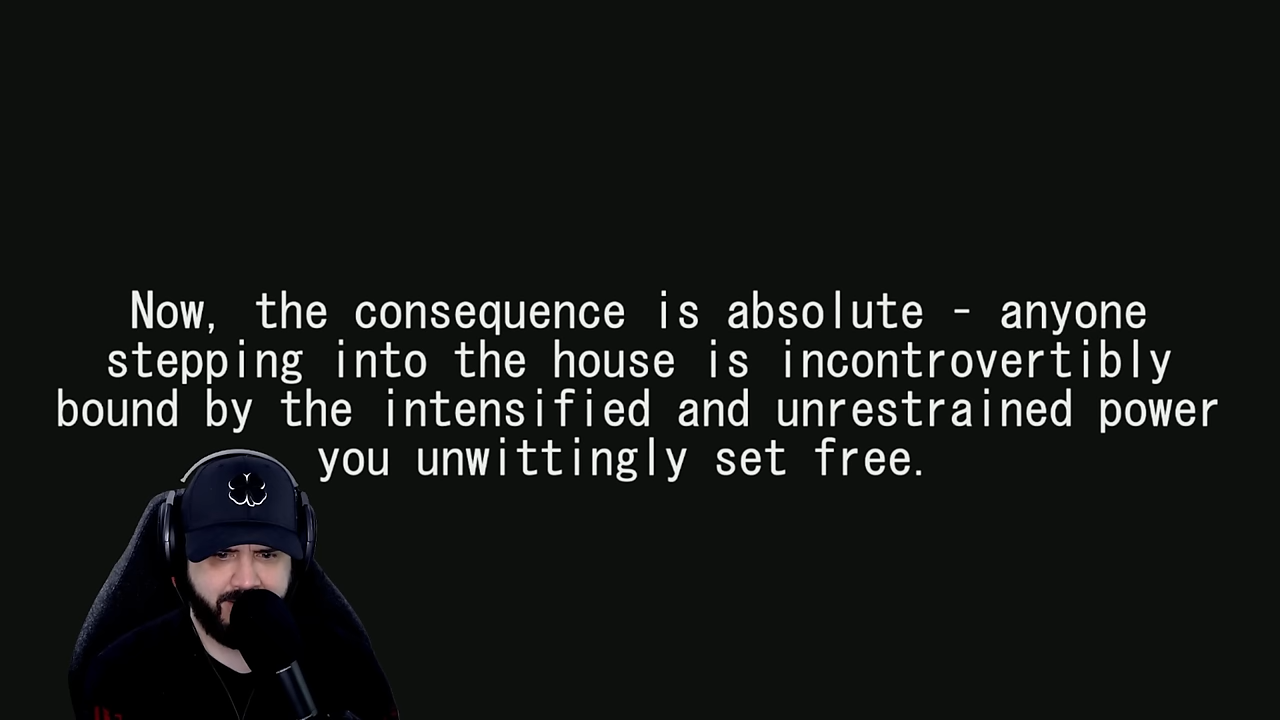 Now, the consequence is absolute - anyone
stepping into the house is incontrovertibly
bound by the intensified and unrestrained power
you unwittingly set free.